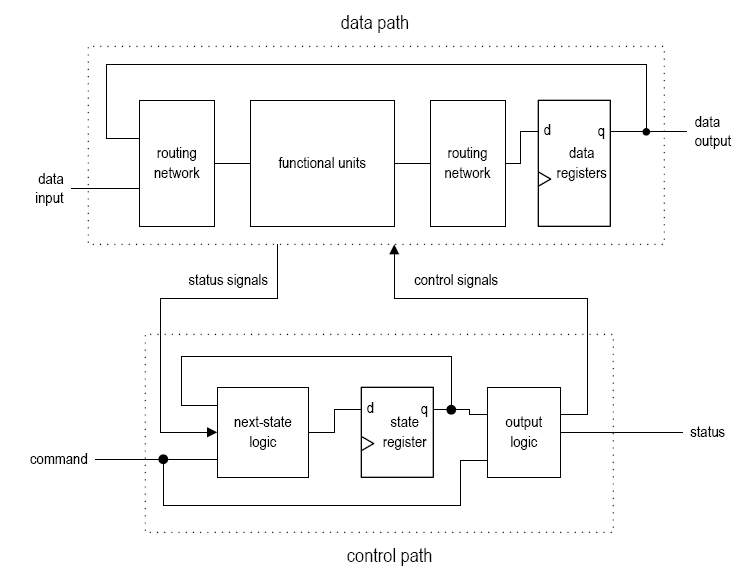 data path
data
input
routing
network
functional units
routing
network
d
q
data
registers
data
output
status signals
control signals
command
next-state
logic
d
q
state
register
output
logic
status
control path